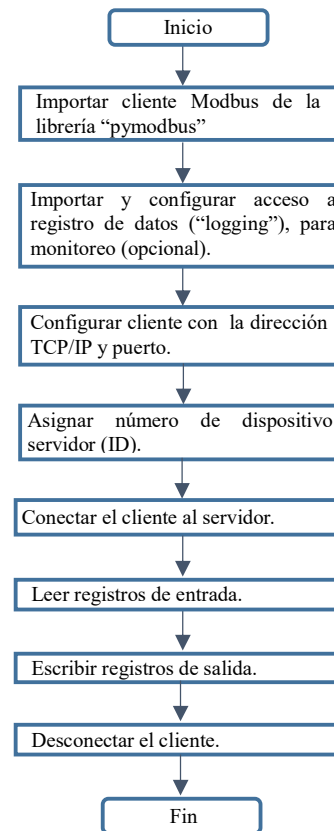 Inicio
Importar cliente Modbus de la
librería “pymodbus”
Importar y configurar acceso a
registro de datos (“logging”), para
monitoreo (opcional).
Configurar cliente con la dirección
TCP/IP y puerto.
Asignar número de dispositivo
servidor (ID).
Conectar el cliente al servidor.
Leer registros de entrada.
Escribir registros de salida.
Desconectar el cliente.
Fin